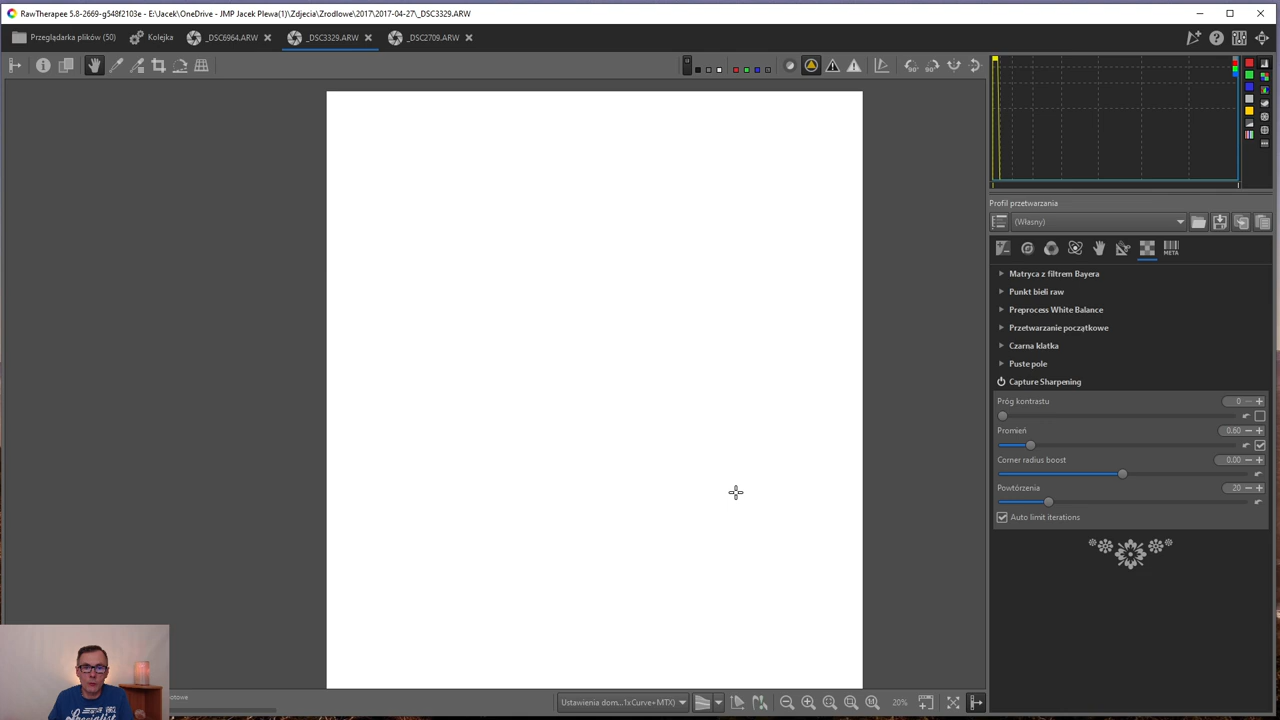 RawTherapee 5.8-2669-g548f2103e - E:\Jacek\OneDrive - JMP Jacek Plewa(1)\Zdjecia\Zrodlowe\2017\2017-04-27\_DSC3329.ARW
Przeglądarka plików (50) Kolejka _DSC6964.ARW _DSC3329.ARW _DSC2709.ARW
Profil przetwarzania
(Własny)
META
Matryca z filtrem Bayera
Punkt bieli raw
Preprocess White Balance
Przetwarzanie początkowe
Czarna klatka
Puste pole
Capture Sharpening
Próg kontrastu 0
Promień 0.60
Corner radius boost 0.00
Powtórzenia 20
Auto limit iterations
otowe
Ustawienia dom...1xCurve+MTX) 20%